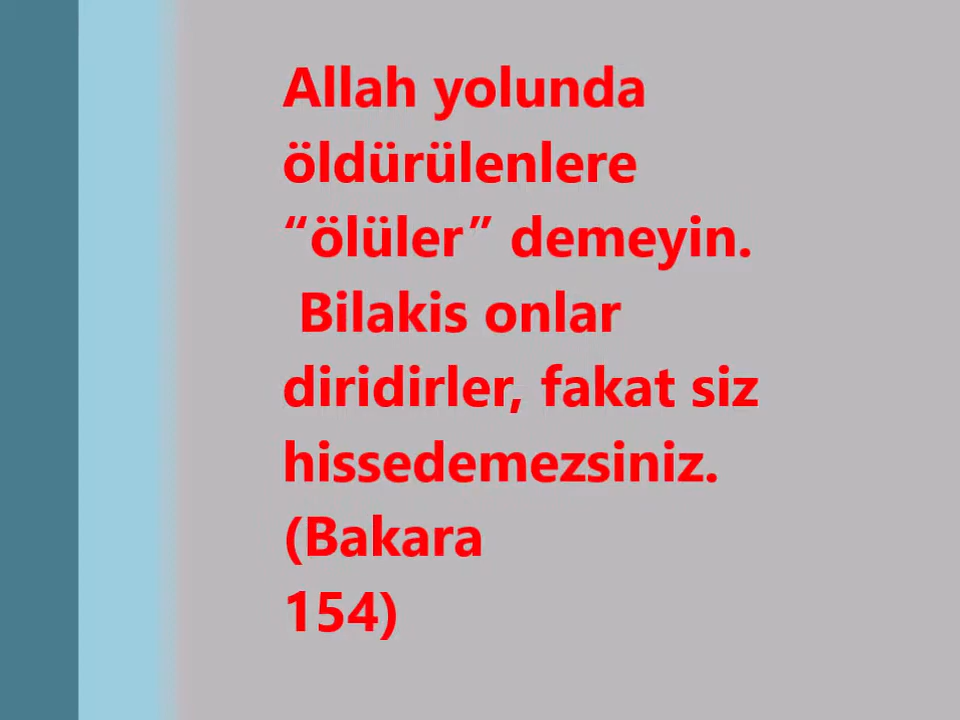 Allah yolunda
öldürülenlere
“ölüler” demeyin.
Bilakis onlar
diridirler, fakat siz
hissedemezsiniz.
(Bakara
154)